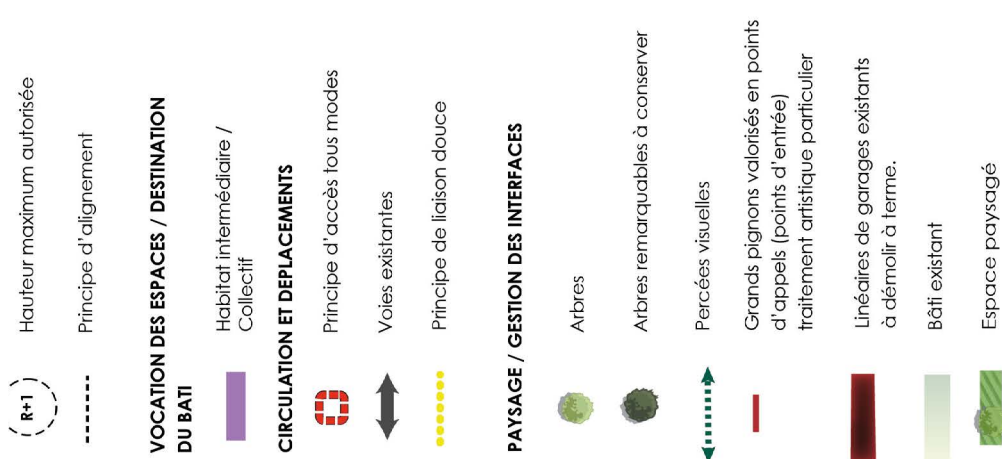 R+1
Hauteur maximum autorisée
Principe d'alignement
VOCATION DES ESPACES / DESTINATION
DU BATI
Habitat intermédiaire /
Collectif
CIRCULATION ET DEPLACEMENTS
Principe d'accès tous modes
Voies existantes
Principe de liaison douce
PAYSAGE / GESTION DES INTERFACES
Arbres
Arbres remarquables à conserver
Percées visuelles
Grands pignons valorisés en points
d'appels (points d'entrée)
traitement artistique particulier
Linéaires de garages existants
à démolir à terme.
Bâti existant
Espace paysagé